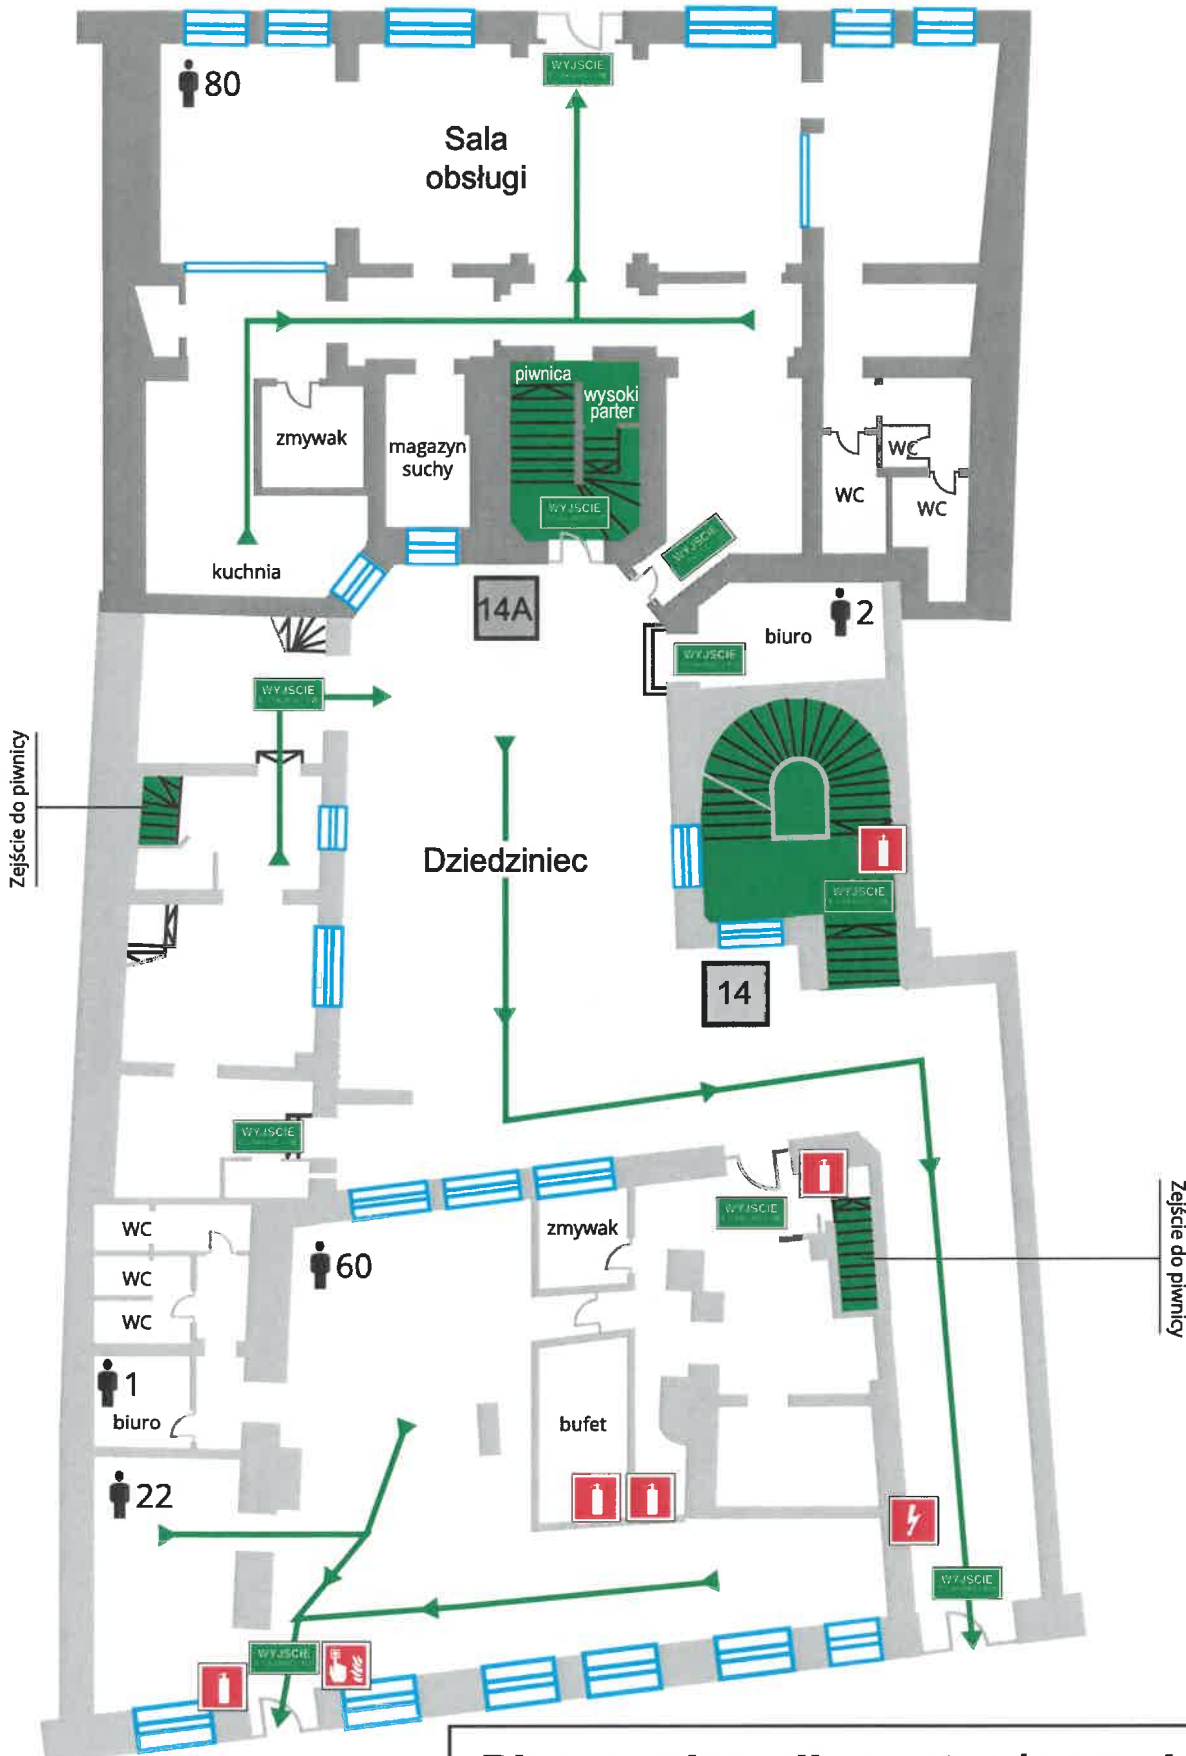 WYJŚCIE
80
Sala
obsługi
piwnica
wysoki
parter
zmywak
magazyn
suchy
WC
WC
WC
WYJŚCIE
WYJŚCIE
kuchnia
14A
2
biuro
WYJŚCIE
WYJŚCIE
Zejście do piwnicy
Dziedziniec
WYJŚCIE
14
WYJŚCIE
WYJŚCIE
Zejście do piwnicy
WC
zmywak
60
WC
WC
1
biuro
bufet
22
WYJŚCIE
WYJŚCIE